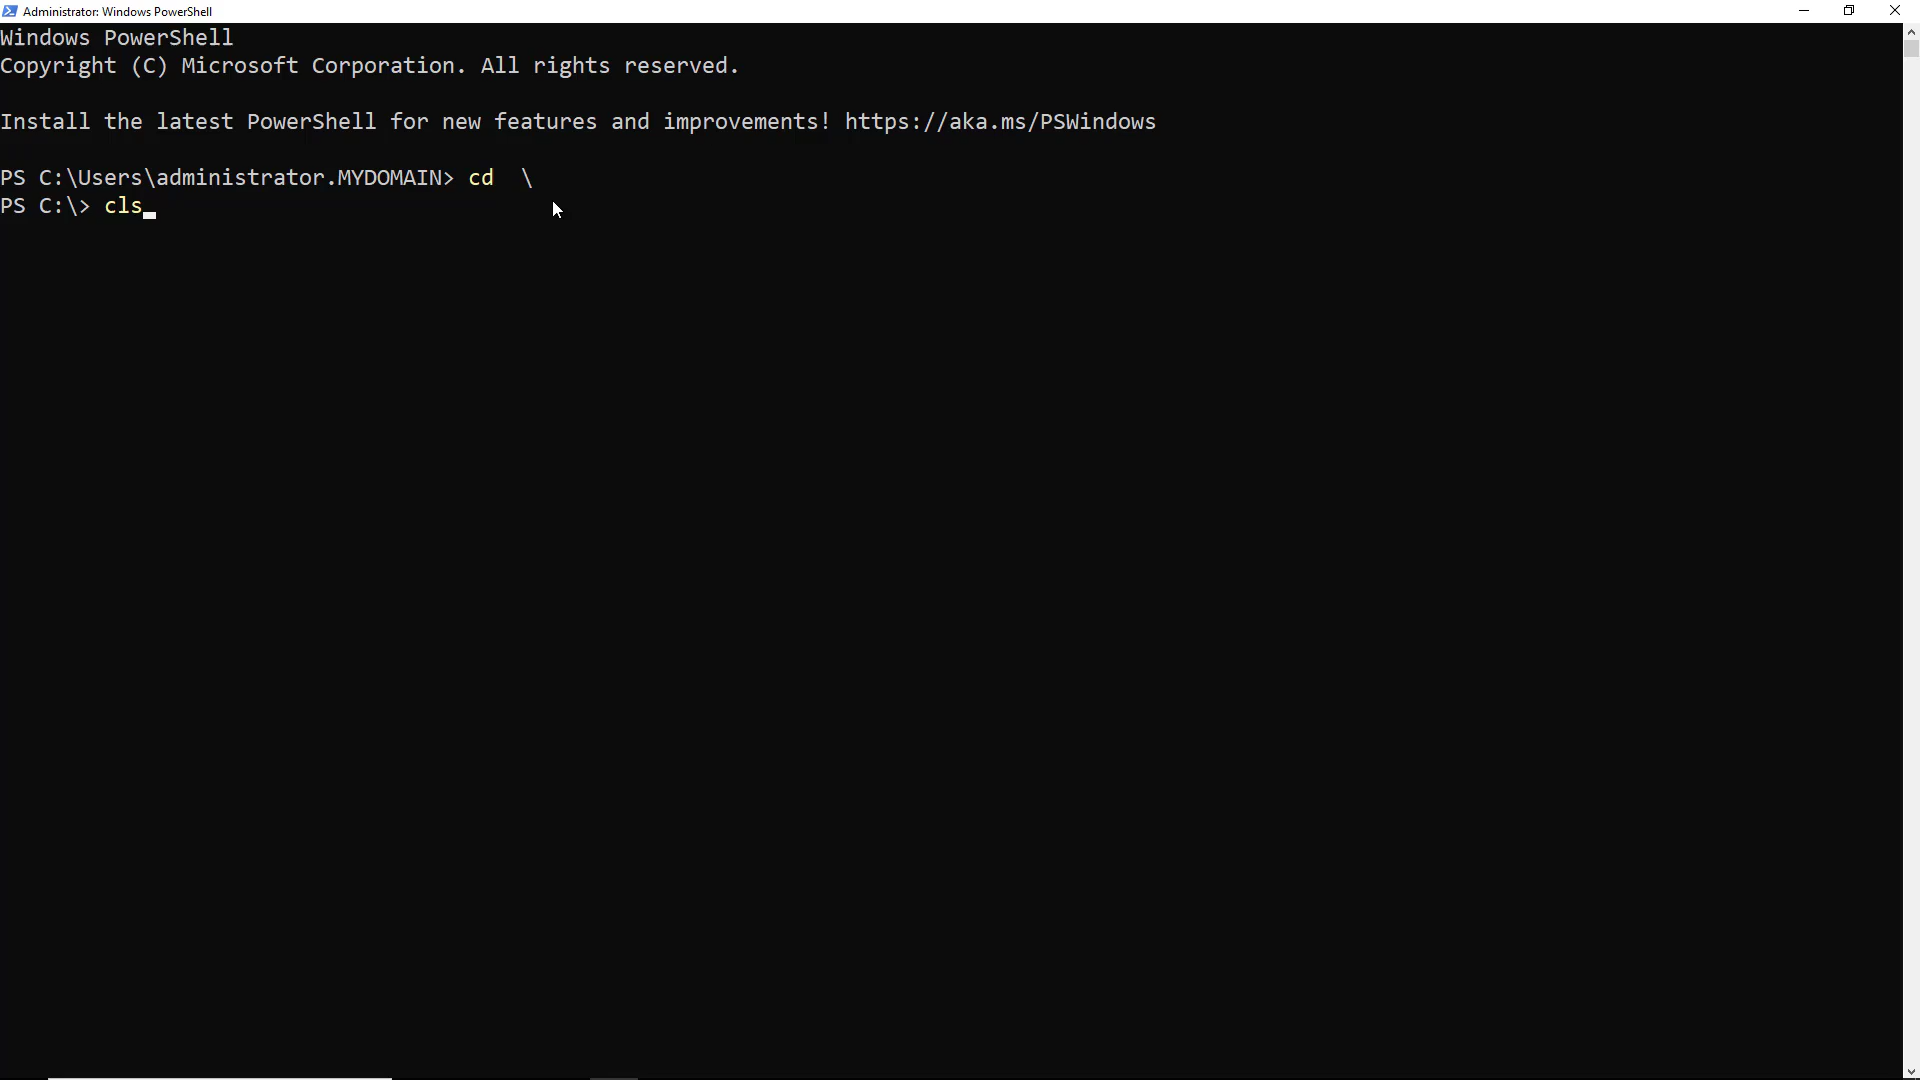 Administrator: Windows PowerShell
Windows PowerShell
Copyright (C) Microsoft Corporation. All rights reserved.
Install the latest PowerShell for new features and improvements! https://aka.ms/PSWindows
PS C:\Users\administrator.MYDOMAIN> cd  \
PS C:\> cls